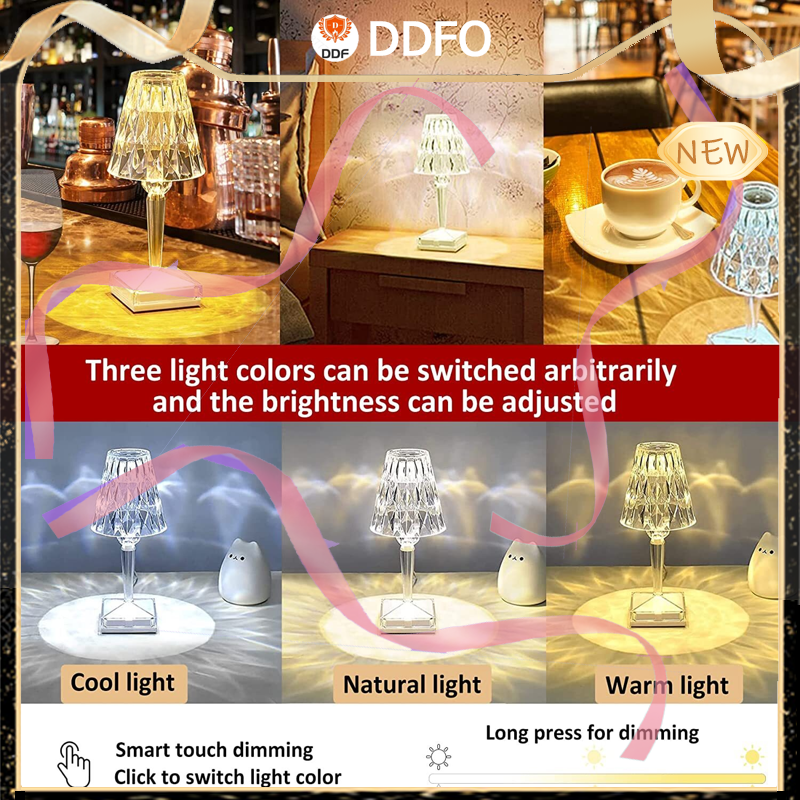 DDF
DDFO
NEW
Three light colors can be switched arbitrarily
and the brightness can be adjusted
Cool light
Natural light
Warm light
Long press for dimming
Smart touch dimming
Click to switch light color